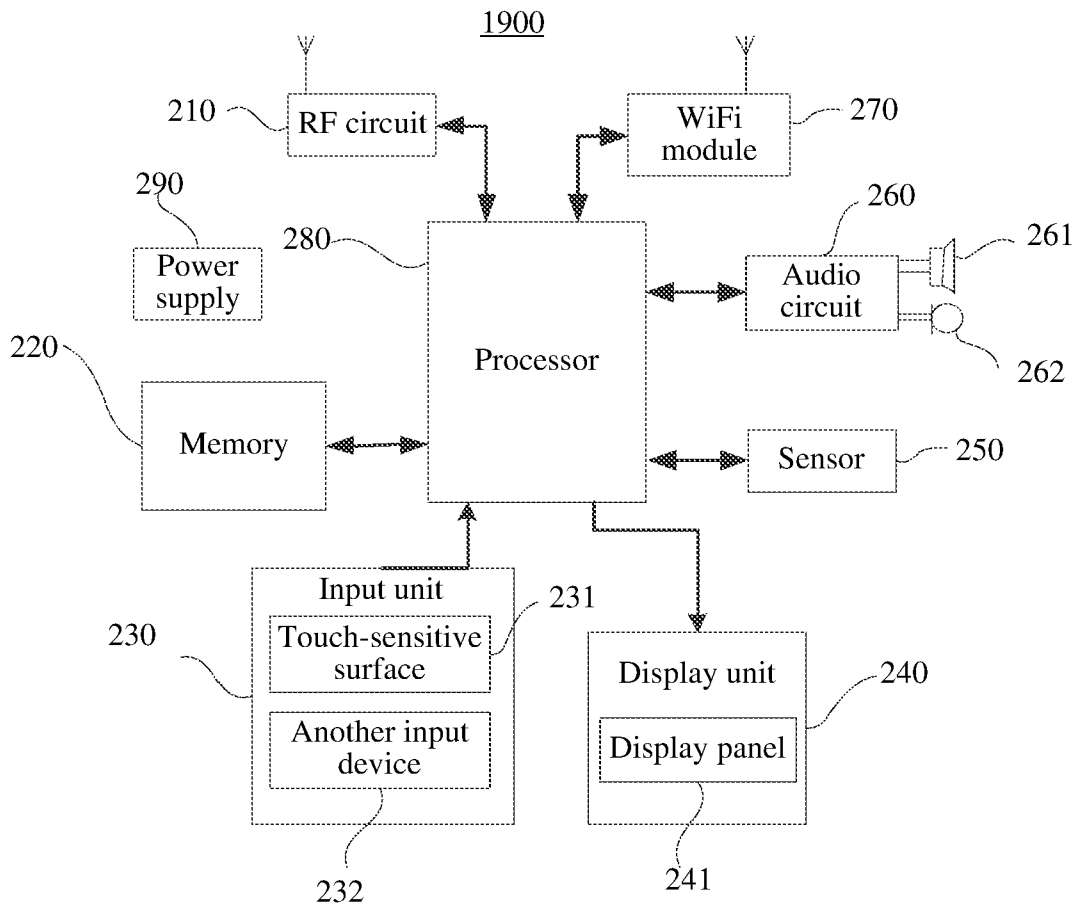 1900
210
RF circuit
WiFi
module
270
290
Power
supply
280
260
Audio
circuit
261
262
220
Memory
Processor
Sensor
250
230
Input unit
231
Touch-sensitive
surface
Another input
device
232
Display unit
240
Display panel
241